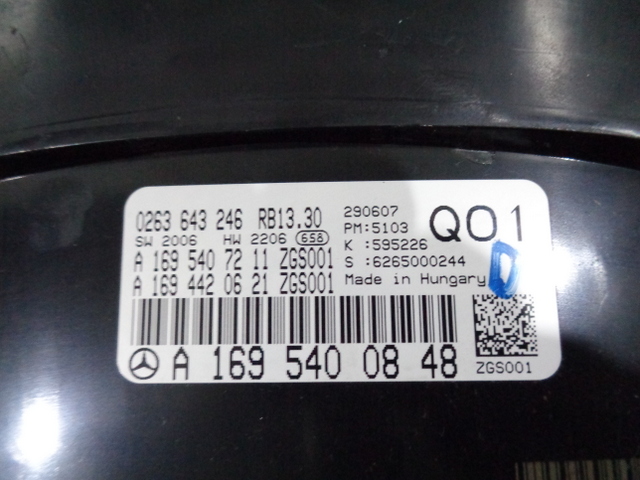 0263 643 246 RB13.30 290607 Q01
SW 2006 HW 2206 658 PM:5103
K :595226
A 169 540 72 11 ZGS001 S :6265000244
A 169 442 06 21 ZGS001 Made in Hungary D
A 169 540 08 48 ZGS001